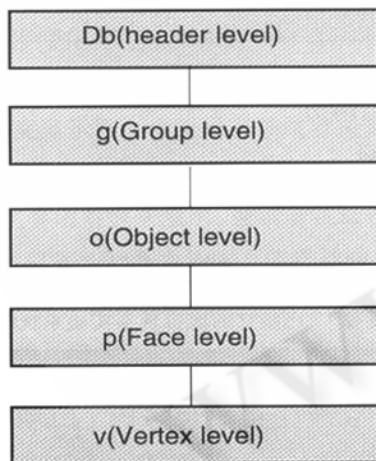 Db(header level)
g(Group level)
o(Object level)
p(Face level)
v(Vertex level)